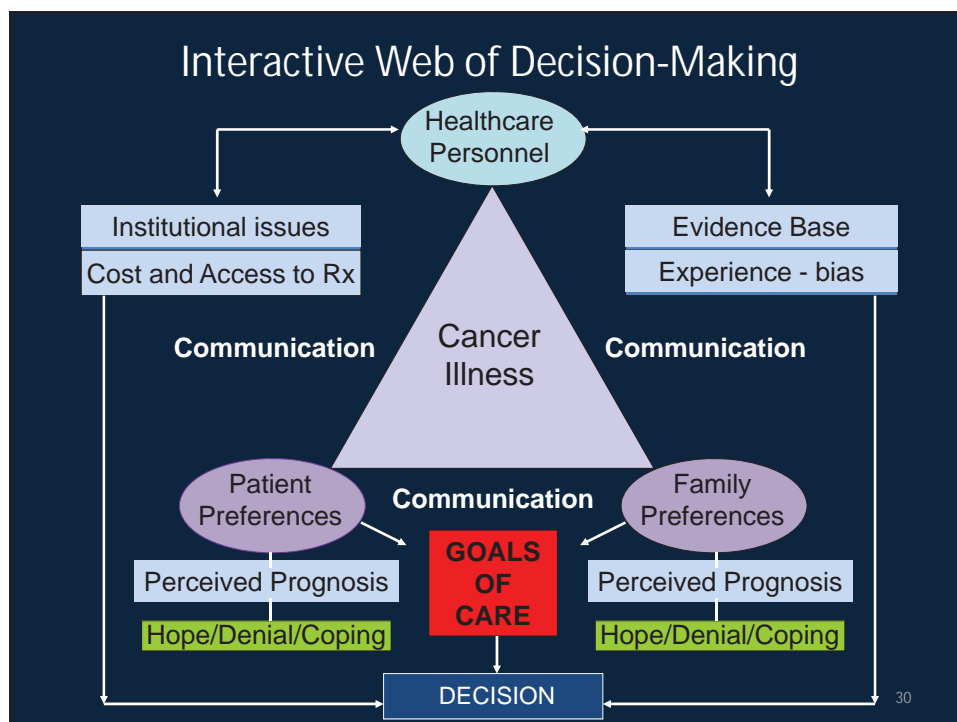 Interactive Web of Decision-Making
Healthcare
Personnel
Institutional issues
Cost and Access to Rx
Evidence Base
Experience - bias
Cancer
Illness
Communication
Communication
Patient
Preferences
Communication
Family
Preferences
GOALS
OF
CARE
Perceived Prognosis
Perceived Prognosis
Hope/Denial/Coping
Hope/Denial/Coping
DECISION
30